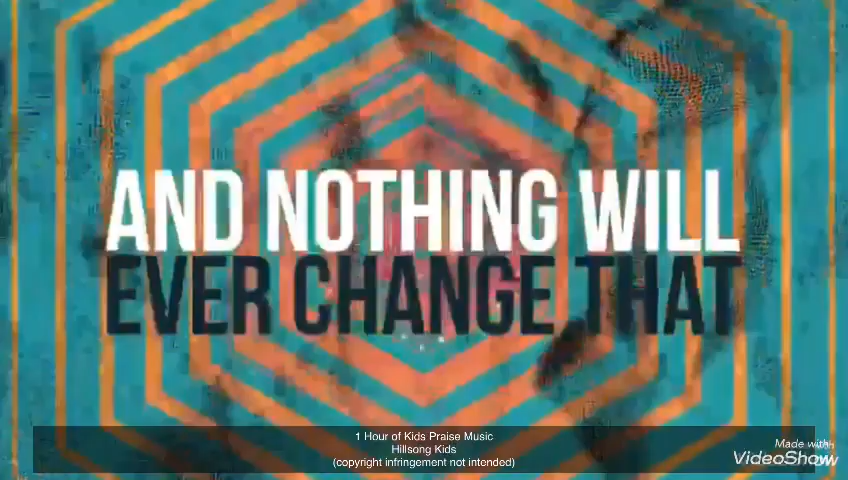 AND NOTHING WILL
EVER CHANGE THAT
1 Hour of Kids Praise Music
Hillsong Kids
(copyright infringement not intended)
Made with
VideoShow